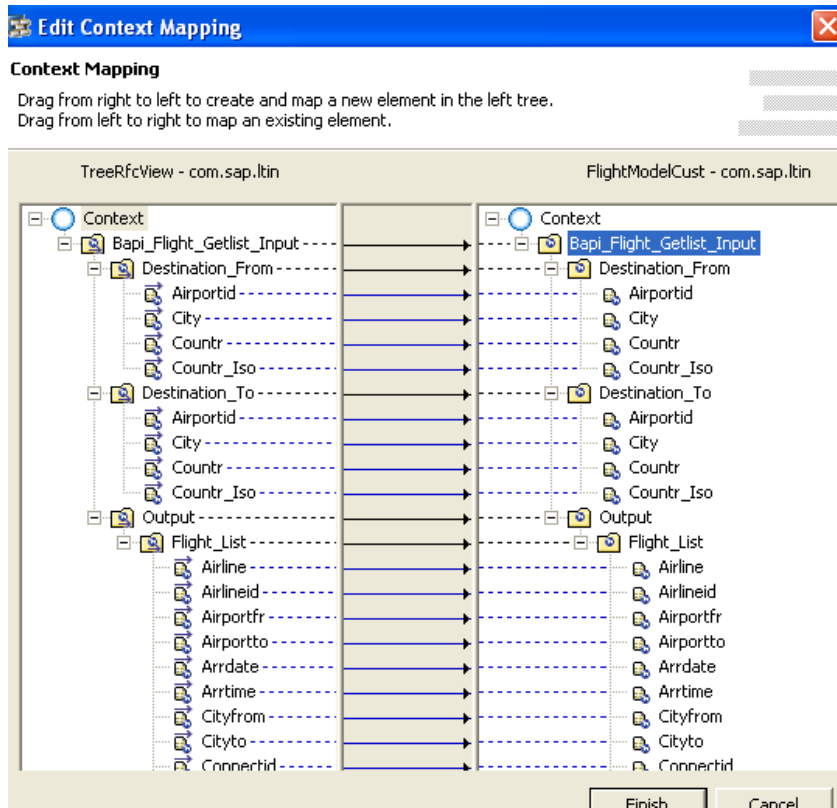 Edit Context Mapping
Context Mapping
Drag from right to left to create and map a new element in the left tree.
Drag from left to right to map an existing element.
TreeRfcView - com.sap.ltin FlightModelCust - com.sap.ltin
Context Context
Bapi_Flight_Getlist_Input Bapi_Flight_Getlist_Input
Destination_From Destination_From
Airportid Airportid
City City
Countr Countr
Countr_Iso Countr_Iso
Destination_To Destination_To
Airportid Airportid
City City
Countr Countr
Countr_Iso Countr_Iso
Output Output
Flight_List Flight_List
Airline Airline
Airlineid Airlineid
Airportfr Airportfr
Airportto Airportto
Arrdate Arrdate
Arrtime Arrtime
Cityfrom Cityfrom
Cityto Cityto
Connectid Connectid
Finish Cancel